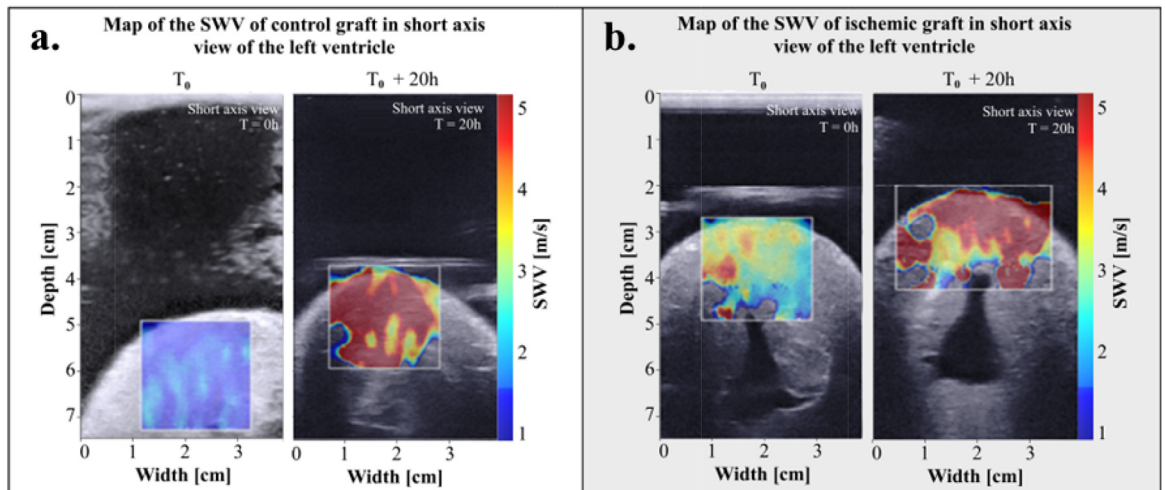 a.
Map of the SWV of control graft in short axis
view of the left ventricle
T₀
T₀ + 20h
Short axis view
T = 0h
Short axis view
T = 20h
0
1
2
3
4
5
6
7
Depth [cm]
0
1
2
3
0
1
2
3
Width [cm]
5
4
3
2
1
SWV [m/s]
b.
Map of the SWV of ischemic graft in short axis
view of the left ventricle
T₀
T₀ + 20h
Short axis view
T = 0h
Short axis view
T = 20h
0
1
2
3
4
5
6
7
Depth [cm]
0
1
2
3
0
1
2
3
Width [cm]
5
4
3
2
1
SWV [m/s]